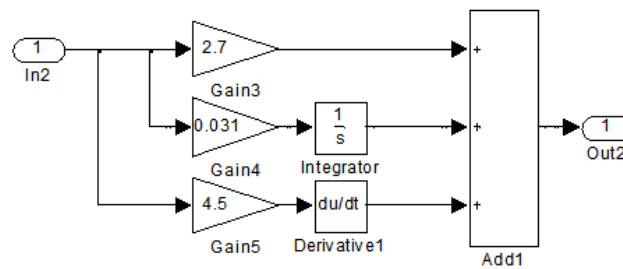 1
In2
2.7
+
Gain3
0.031
1
s
+
Gain4
Integrator
1
Out2
4.5
du/dt
+
Gain5
Derivative1
Add1